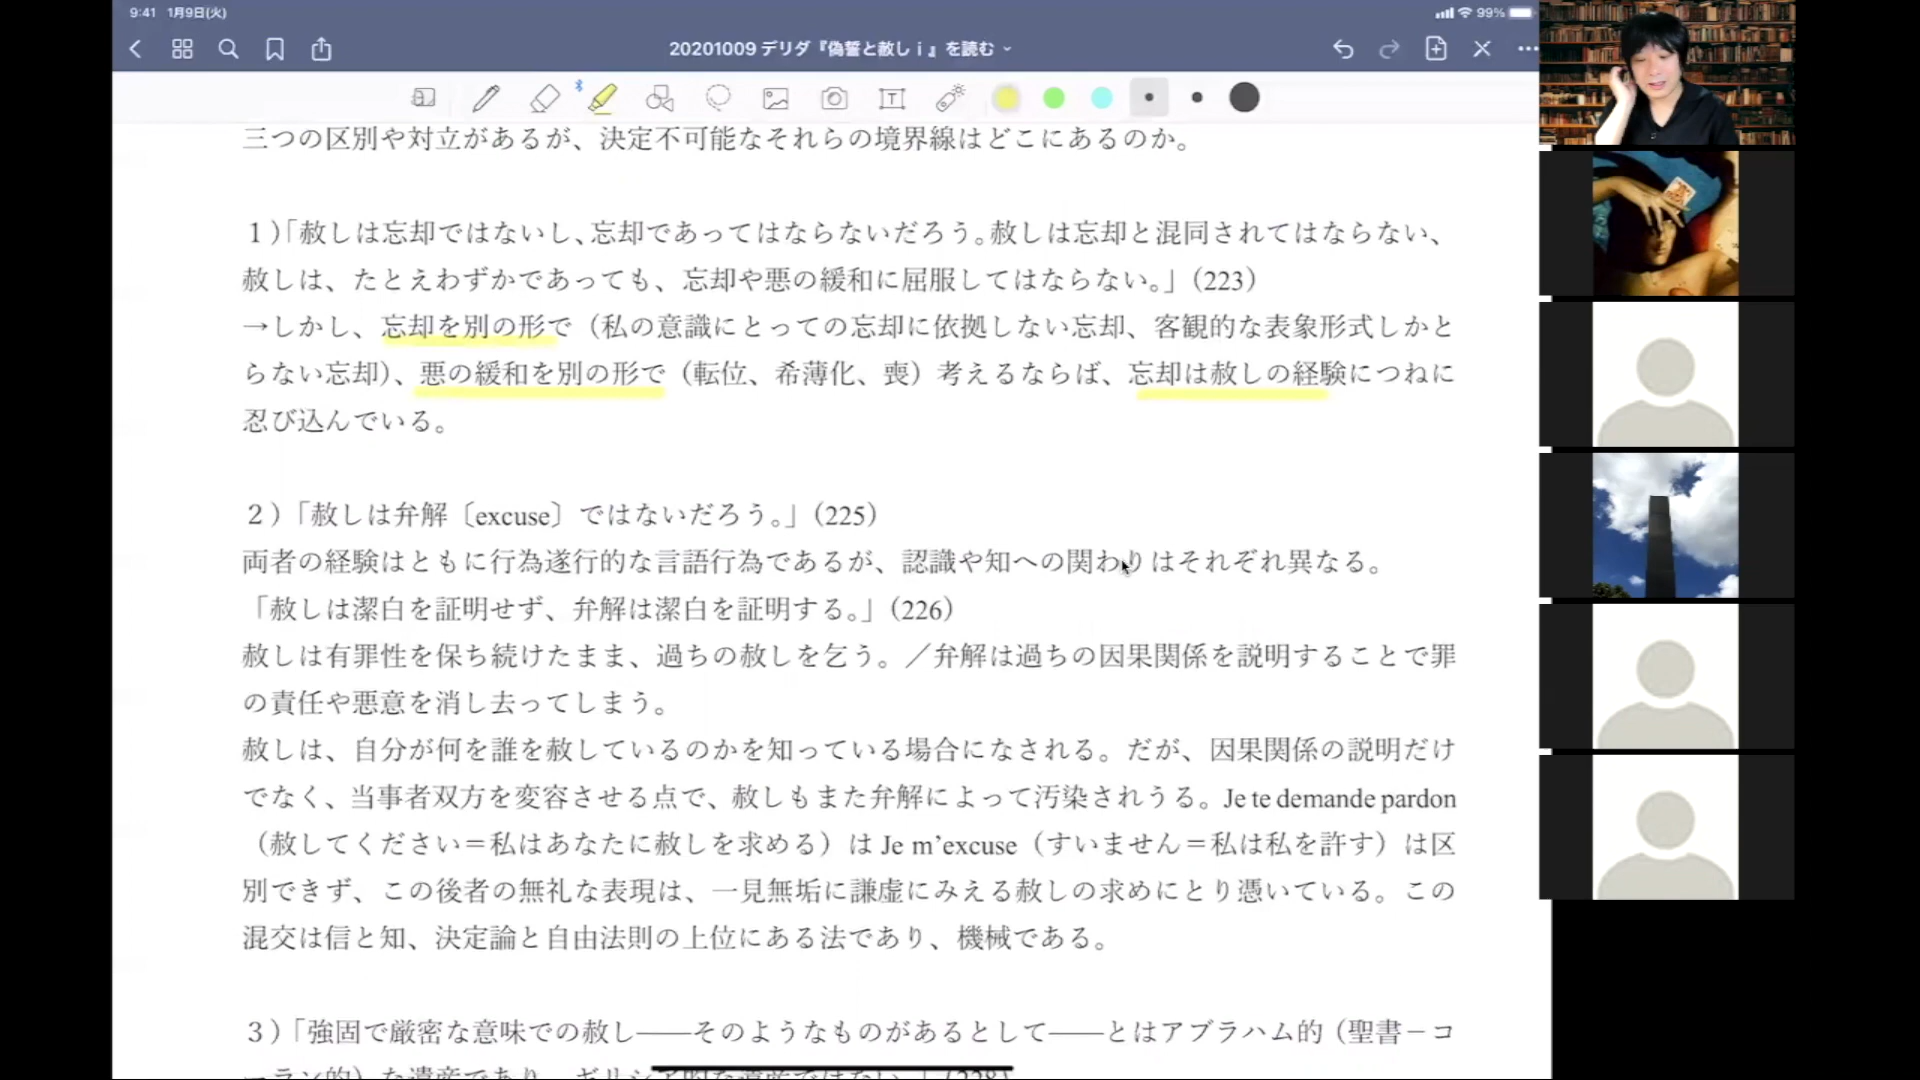 9:41 1月9日(火)
99%
20201009 デリダ『偽誓と赦しⅰ』を読む
三つの区別や対立があるが、決定不可能なそれらの境界線はどこにあるのか。
１）「赦しは忘却ではないし、忘却であってはならないだろう。赦しは忘却と混同されてはならない、
赦しは、たとえわずかであっても、忘却や悪の緩和に屈服してはならない。」（223）
→しかし、忘却を別の形で（私の意識にとっての忘却に依拠しない忘却、客観的な表象形式しかと
らない忘却）、悪の緩和を別の形で（転位、希薄化、喪）考えるならば、忘却は赦しの経験につねに
忍び込んでいる。
２）「赦しは弁解〔excuse〕ではないだろう。」（225）
両者の経験はともに行為遂行的な言語行為であるが、認識や知への関わりはそれぞれ異なる。
「赦しは潔白を証明せず、弁解は潔白を証明する。」（226）
赦しは有罪性を保ち続けたまま、過ちの赦しを乞う。／弁解は過ちの因果関係を説明することで罪
の責任や悪意を消し去ってしまう。
赦しは、自分が何を誰を赦しているのかを知っている場合になされる。だが、因果関係の説明だけ
でなく、当事者双方を変容させる点で、赦しもまた弁解によって汚染されうる。Je te demande pardon
（赦してください＝私はあなたに赦しを求める）は Je m’excuse（すいません＝私は私を許す）は区
別できず、この後者の無礼な表現は、一見無垢に謙虚にみえる赦しの求めにとり憑いている。この
混交は信と知、決定論と自由法則の上位にある法であり、機械である。
３）「強固で厳密な意味での赦し――そのようなものがあるとして――とはアブラハム的（聖書－コ
ーラン的）な遺産であり、ギリシア的な遺産ではない。」（228）